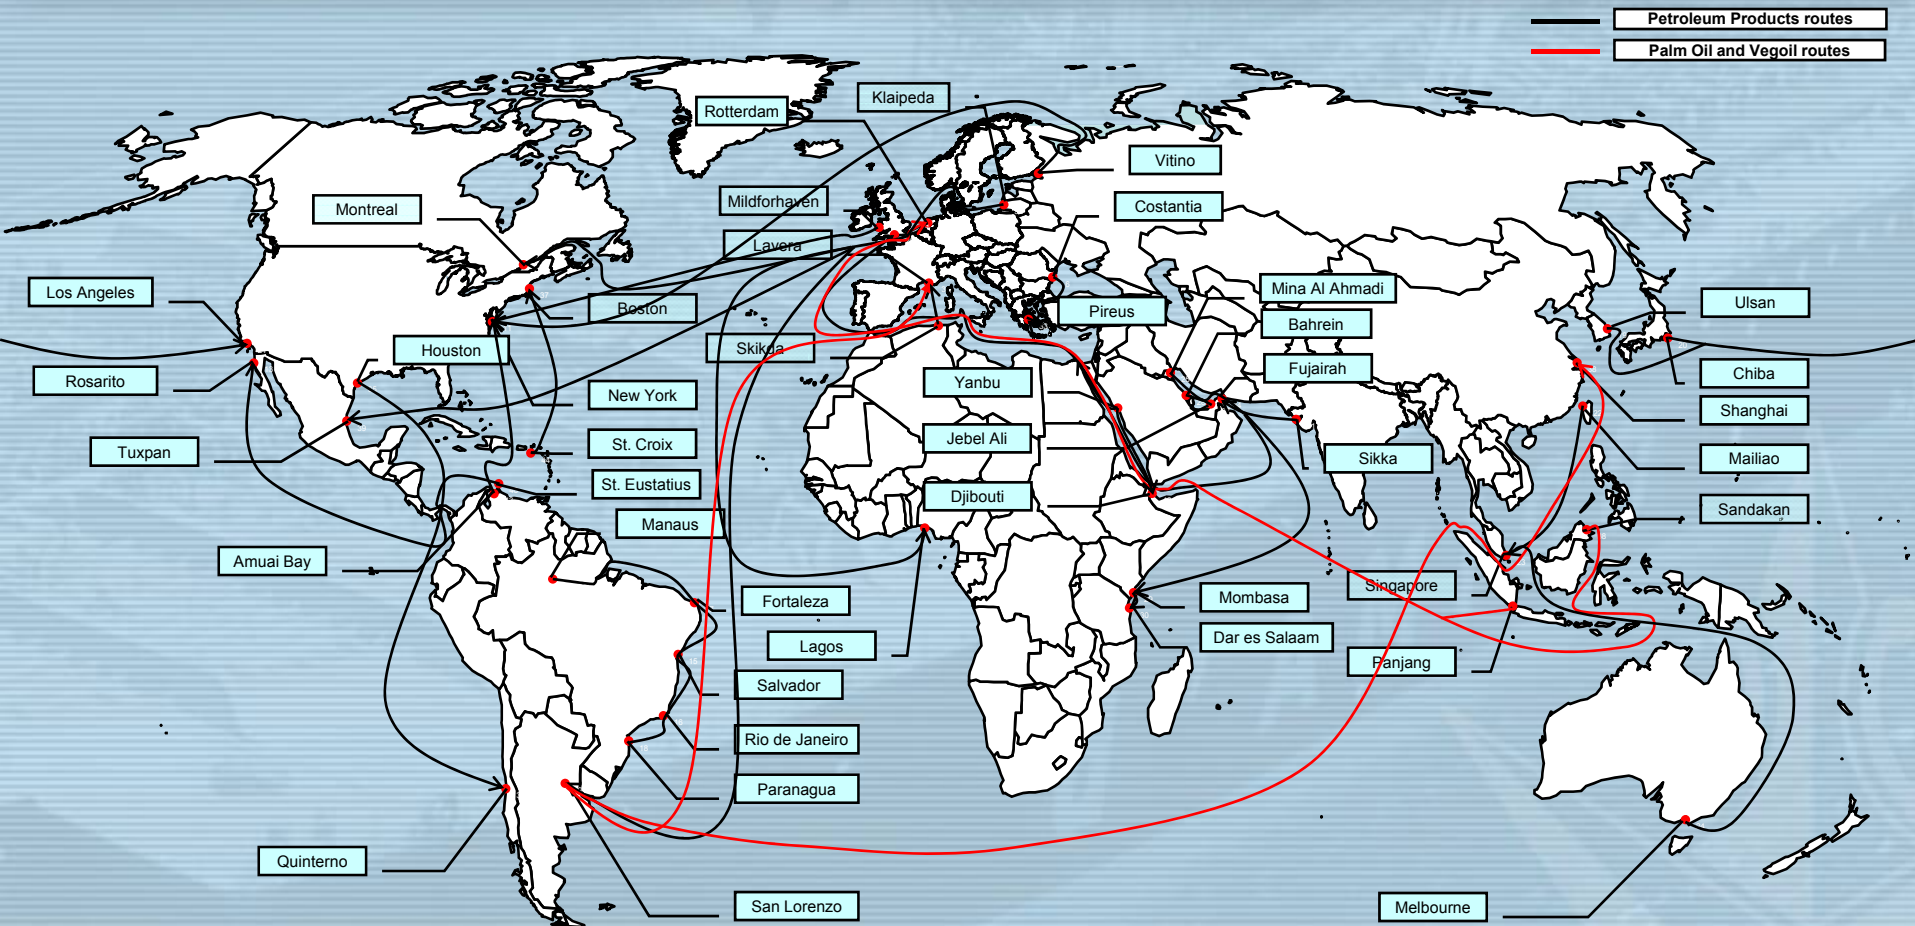 Petroleum Products routes
Palm Oil and Vegoil routes
Klaipeda
Rotterdam
Vitino
Mildforhaven
Costantia
Montreal
Lavera
Los Angeles
Mina Al Ahmadi
Ulsan
Boston
Pireus
Bahrein
Houston
Skikda
Fujairah
Rosarito
Yanbu
Chiba
New York
Shanghai
Jebel Ali
St. Croix
Tuxpan
Sikka
Mailiao
St. Eustatius
Djibouti
Sandakan
Manaus
Amuai Bay
Singapore
Fortaleza
Mombasa
Lagos
Dar es Salaam
Panjang
Salvador
Rio de Janeiro
Paranagua
Quinterno
San Lorenzo
Melbourne